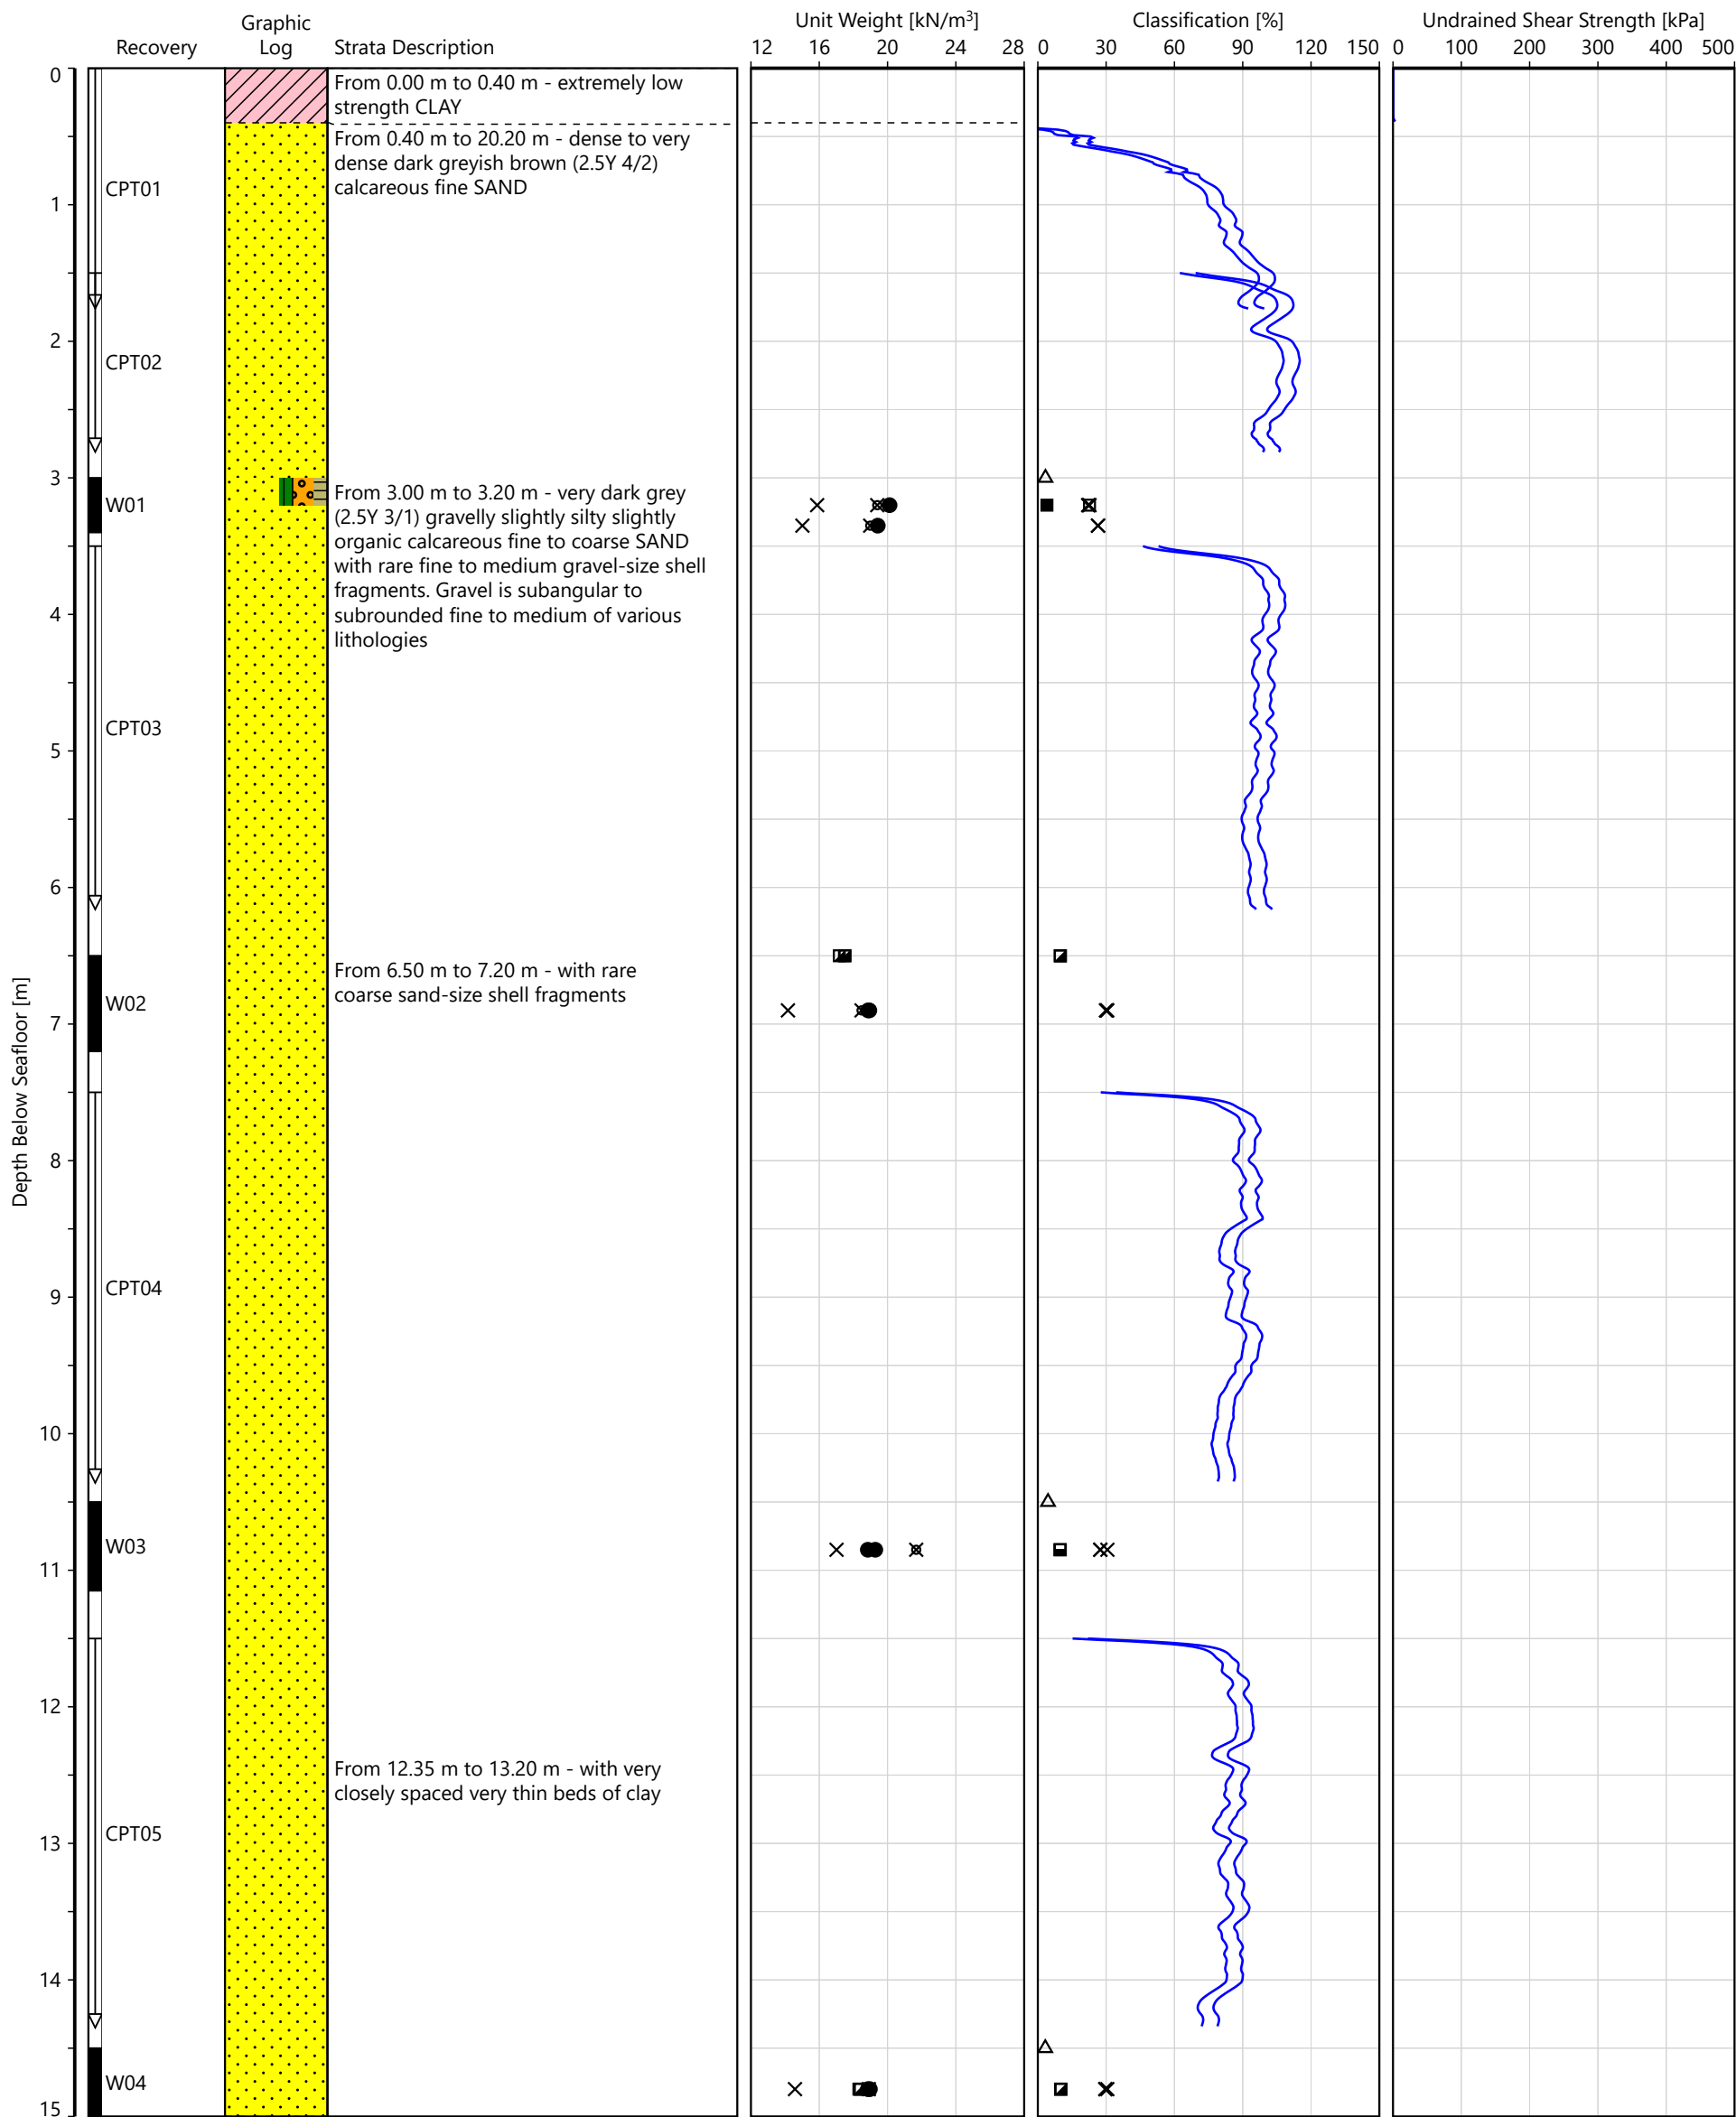 Graphic
Unit Weight [kN/m³]
Classification [%]
Undrained Shear Strength [kPa]
Recovery
Log
Strata Description
12 16 20 24 28
0 30 60 90 120 150
0 100 200 300 400 500
0
From 0.00 m to 0.40 m - extremely low
strength CLAY
From 0.40 m to 20.20 m - dense to very
dense dark greyish brown (2.5Y 4/2)
calcareous fine SAND
CPT01
1
2
CPT02
3
W01
From 3.00 m to 3.20 m - very dark grey
(2.5Y 3/1) gravelly slightly silty slightly
organic calcareous fine to coarse SAND
with rare fine to medium gravel-size shell
fragments. Gravel is subangular to
subrounded fine to medium of various
lithologies
4
CPT03
5
6
From 6.50 m to 7.20 m - with rare
coarse sand-size shell fragments
W02
7
Depth Below Seafloor [m]
8
CPT04
9
10
W03
11
12
From 12.35 m to 13.20 m - with very
closely spaced very thin beds of clay
CPT05
13
14
W04
15